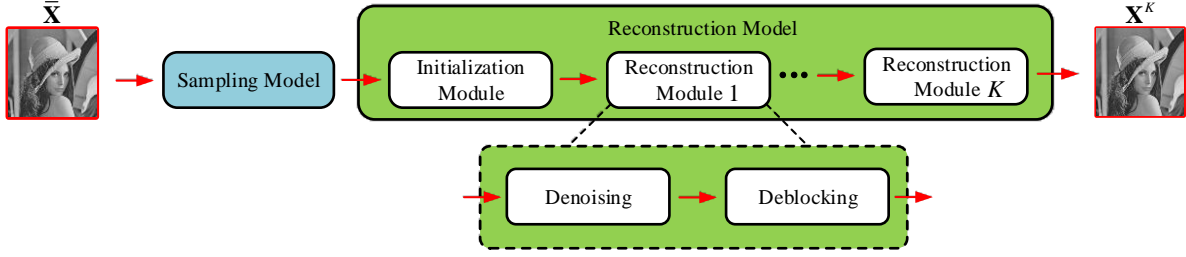 X̄
X^K
Reconstruction Model
Sampling Model
Initialization
Module
Reconstruction
Module 1
•••
Reconstruction
Module K
Denoising
Deblocking